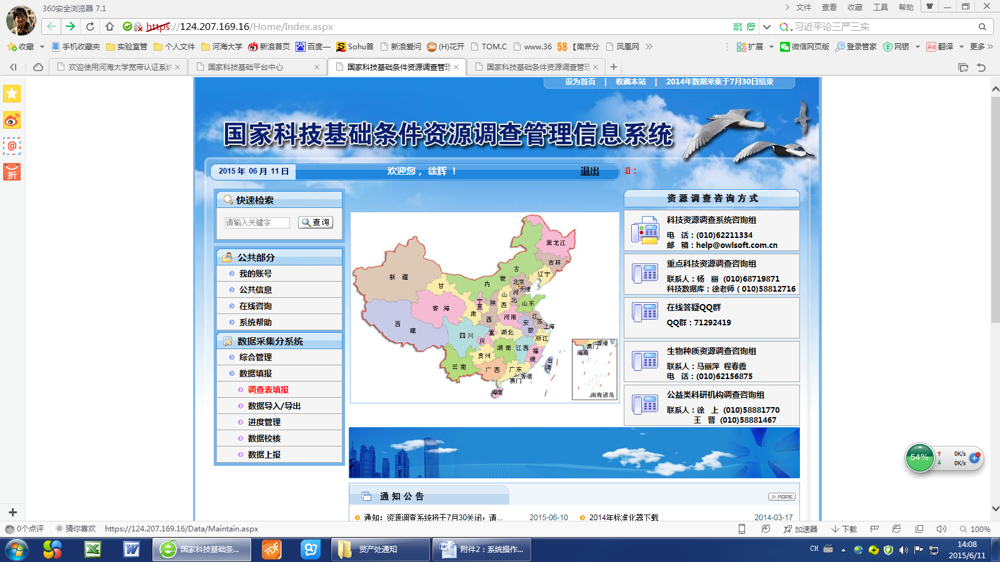 360安全浏览器 7.1
文件 查看 收藏 工具 帮助
https://124.207.169.16/Home/Index.aspx
习近平论三严三实
收藏 手机收藏夹 实验室管 个人文件 河海大学 新浪首页 百度一 Sohu首 新浪爱问 (H)花开 TOM.C www.36 58 【南京分 凤凰网
扩展 微信网页版 登录管家 网银 翻译 更多
欢迎使用河海大学宽带认证系统
国家科技基础平台中心
国家科技基础条件资源调查管理
国家科技基础条件资源调查管理
设为首页 | 收藏本站 | 2014年数据采集于7月30日结束
国家科技基础条件资源调查管理信息系统
2015 年 06 月 11 日
欢迎您， 徐辉 ！
退出
快速检索
请输入关键字
查询
公共部分
我的账号
公共信息
在线咨询
系统帮助
数据采集分系统
综合管理
数据填报
调查表填报
数据导入/导出
进度管理
数据校核
数据上报
黑龙江
吉林
辽宁
内 蒙 古
新 疆
甘 肃
北京
天津
河 北
山 西
山东
宁夏
陕 西
青 海
河南
江苏
安徽
上海
西 藏
四川
重庆
湖北
浙江
湖南
江西
福建
贵州
云南
广西
广东
台湾
香港
澳门
海南
澳门
香港
海南
南海诸岛
资源调查咨询方式
科技资源调查系统咨询组
电 话：(010)62211334
邮 箱：help@owlsoft.com.cn
重点科技资源调查咨询组
联系人：杨 丽 (010)68719871
科技数据库：徐老师（010)58812716
在线答疑QQ群
QQ群：71292419
生物种质资源调查咨询组
联系人：马丽萍 程春霞
电 话：(010)62156875
公益类科研机构调查咨询组
联系人：徐 上 (010)58881770
王 晋 (010)58881467
通知公告
MORE
通知：资源调查系统将于7月30关闭，请... 2015-06-10
2014年标准化器下载 2014-03-17
54%
0K/s
0K/s
0个点评 猜你喜欢 https://124.207.169.16/Data/Maintain.aspx
加速器 下载 100%
国家科技基础条...
资产处通知
附件2：系统操作...
CH
14:08
2015/6/11